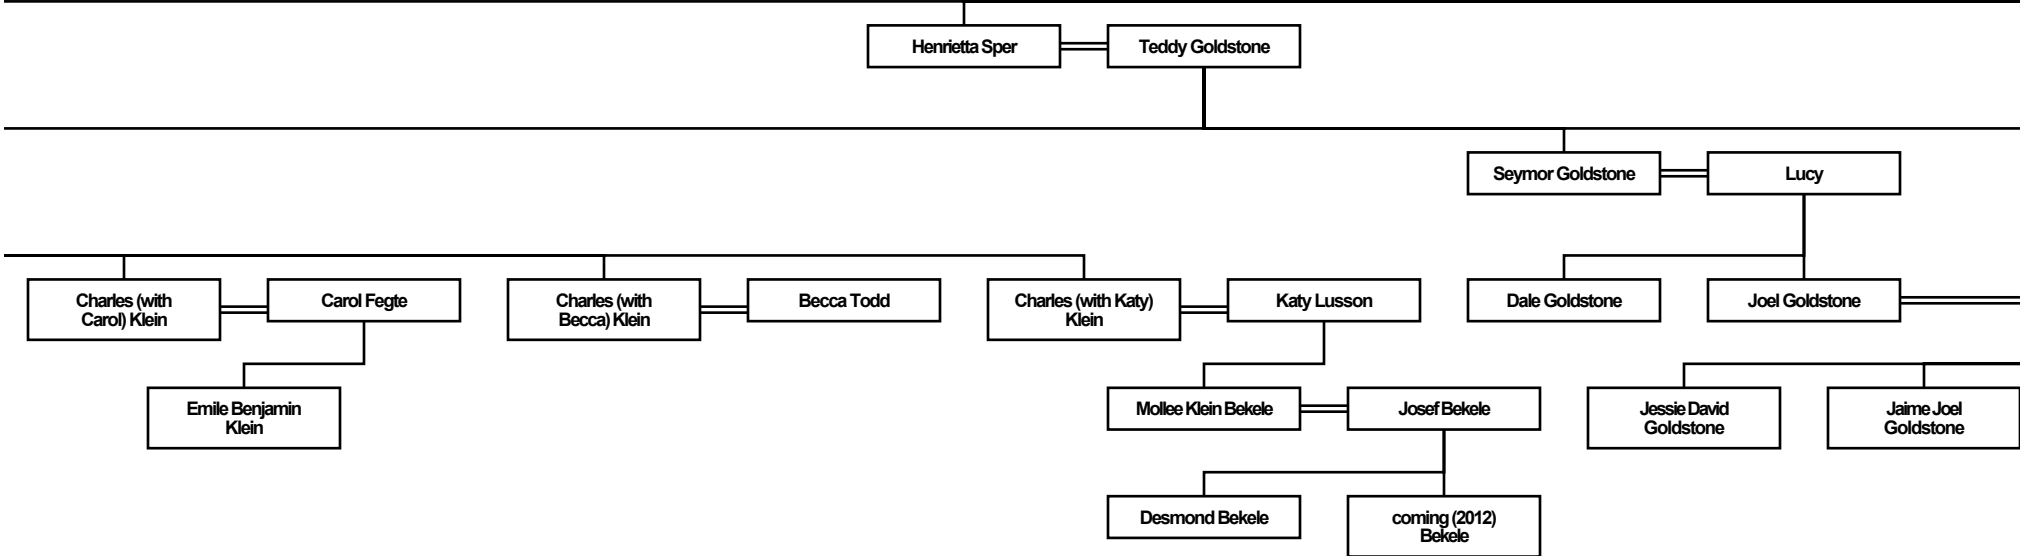 Henrietta Sper
Teddy Goldstone
Seymor Goldstone
Lucy
Charles (with
Carol) Klein
Carol Fegte
Charles (with
Becca) Klein
Becca Todd
Charles (with Katy)
Klein
Katy Lusson
Dale Goldstone
Joel Goldstone
Emile Benjamin
Klein
Mollee Klein Bekele
Josef Bekele
Jessie David
Goldstone
Jaime Joel
Goldstone
Desmond Bekele
coming (2012)
Bekele